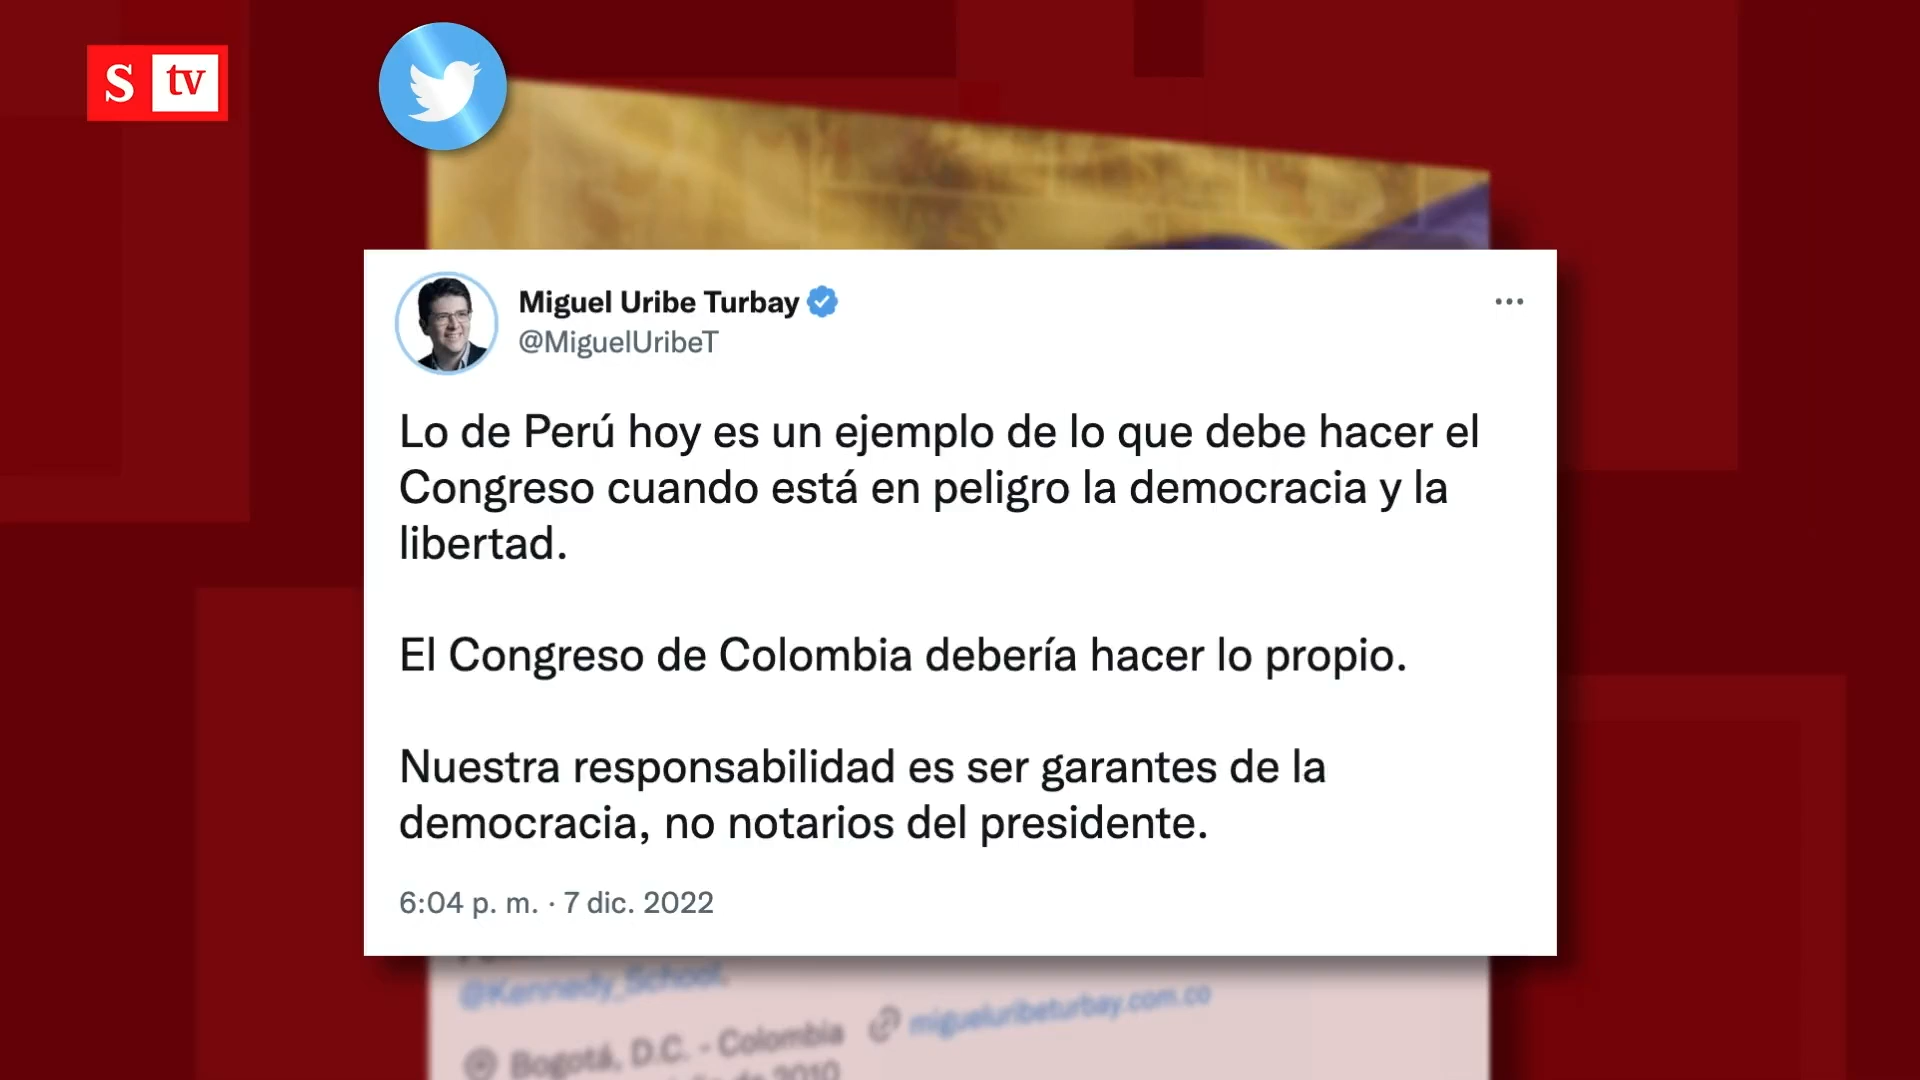 S tv
Miguel Uribe Turbay
@MiguelUribeT
Lo de Perú hoy es un ejemplo de lo que debe hacer el
Congreso cuando está en peligro la democracia y la
libertad.
El Congreso de Colombia debería hacer lo propio.
Nuestra responsabilidad es ser garantes de la
democracia, no notarios del presidente.
6:04 p. m. · 7 dic. 2022
@Kennedy_School.
Bogotá, D.C. - Colombia migueluribeturbay.com.co
de 2010